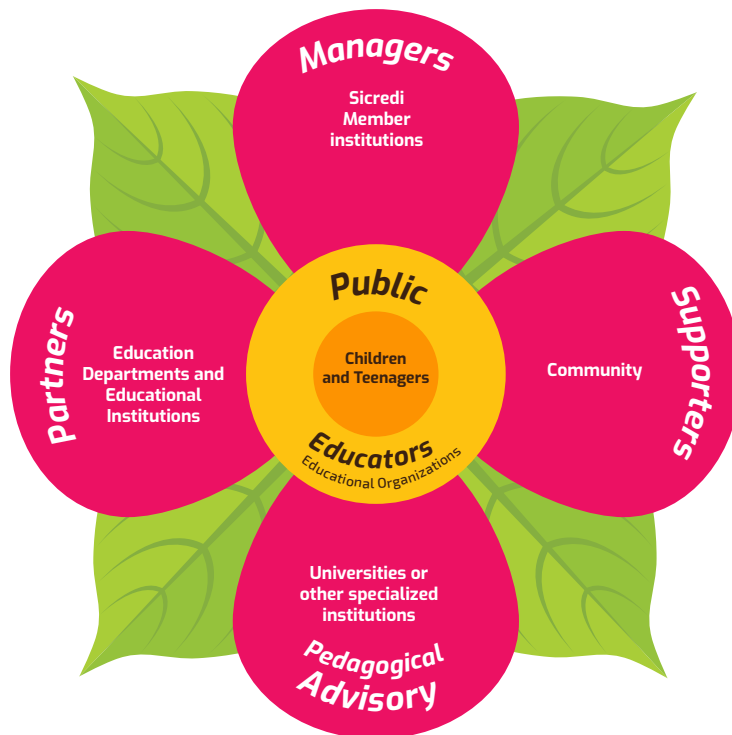 Managers
Sicredi
Member
institutions
Partners
Education
Departments and
Educational
Institutions
Public
Children
and Teenagers
Educators
Educational Organizations
Community
Supporters
Universities or
other specialized
institutions
Pedagogical
Advisory